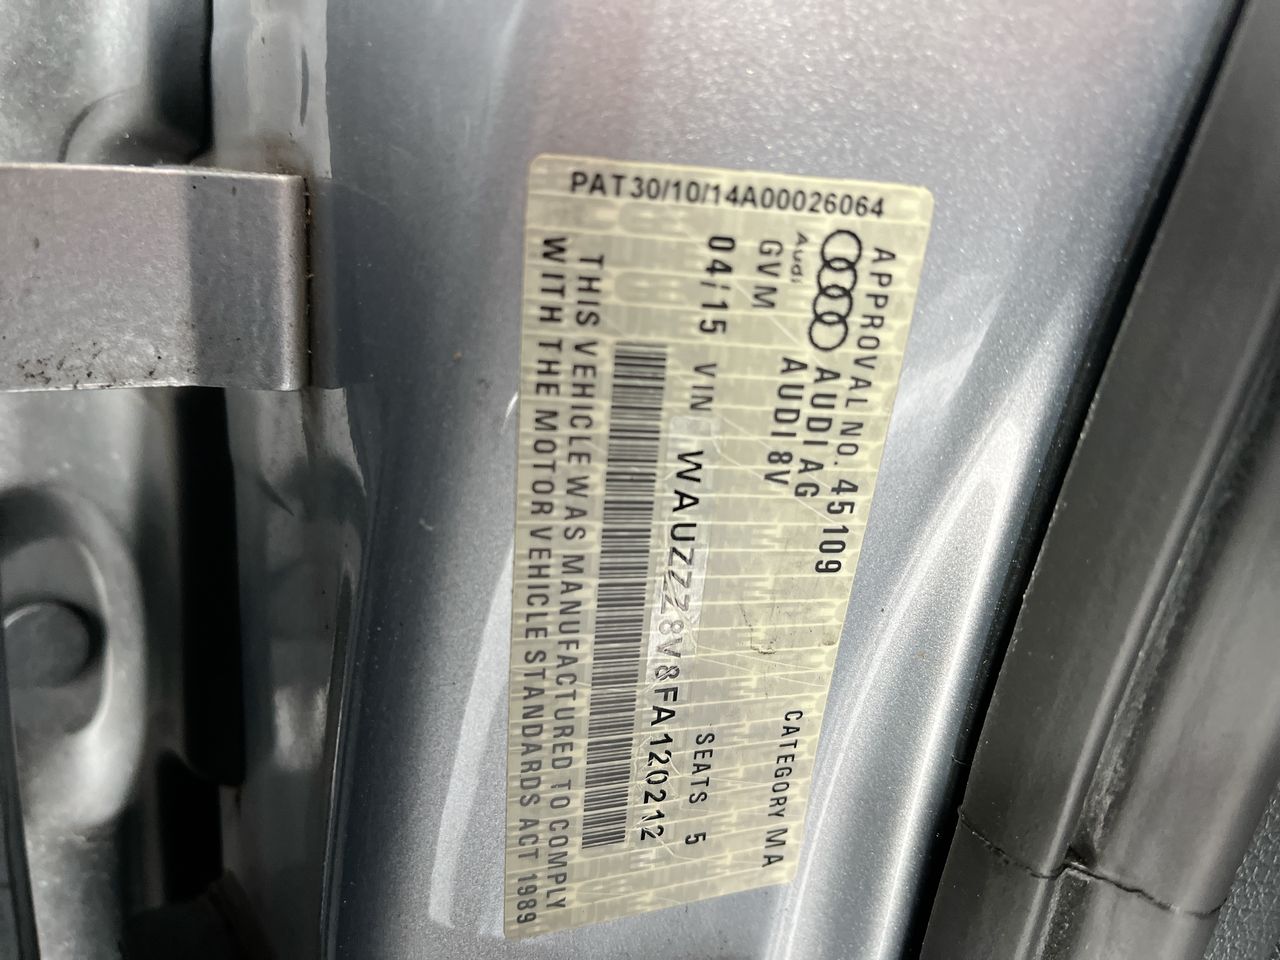 PAT30/10/14A00026064
APPROVAL NO. 45109
Audi AUDI AG
GVM AUDI 8V CATEGORY MA
04/15 VIN WAUZZZ8V8FA120212 SEATS 5
THIS VEHICLE WAS MANUFACTURED TO COMPLY
WITH THE MOTOR VEHICLE STANDARDS ACT 1989